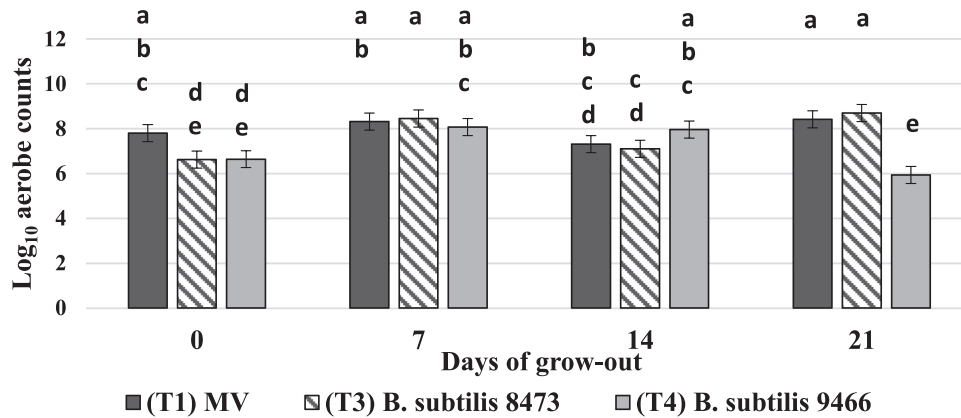 a a a a a a a
12
b b b b b
10
c d d c c c c
8
e e d d e
6
4
2
0
Log₁₀ aerobe counts
0 7 14 21
Days of grow-out
(T1) MV (T3) B. subtilis 8473 (T4) B. subtilis 9466